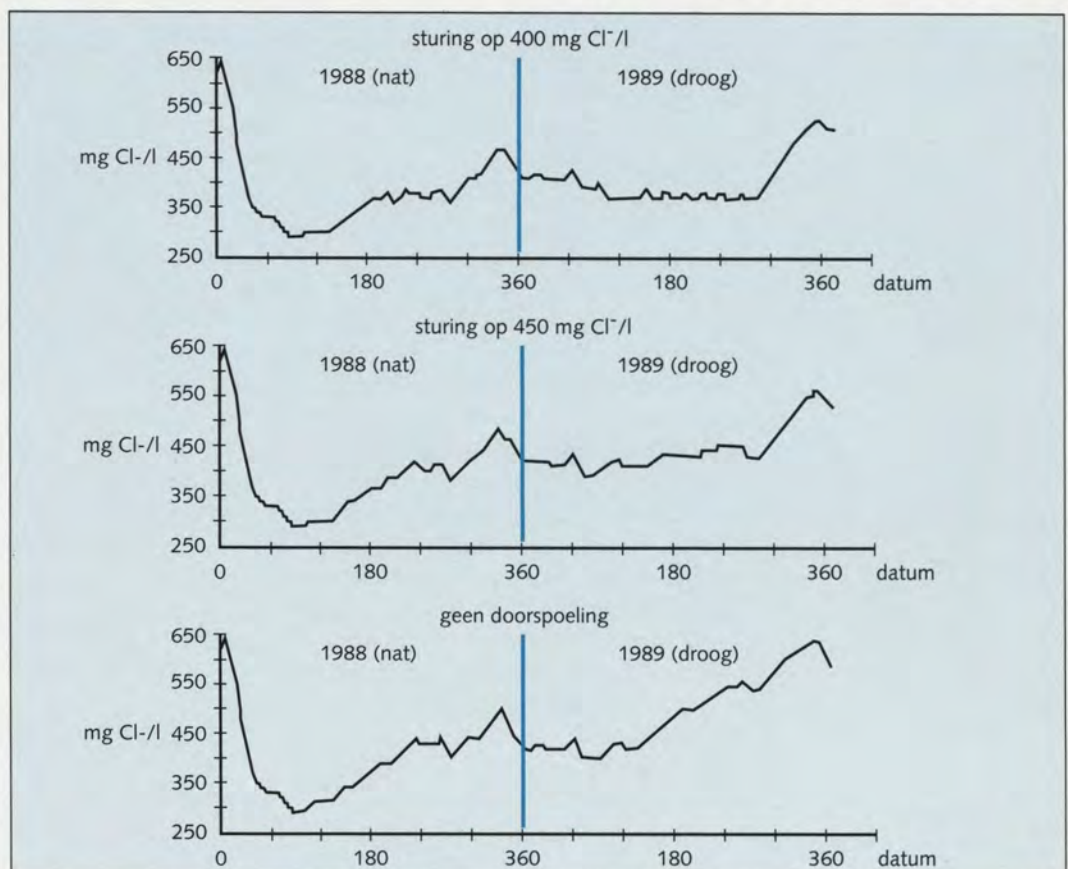 sturing op 400 mg Cl⁻/l
1988 (nat)
1989 (droog)
mg Cl-/l
650
550
450
350
250
0
180
360
180
360
datum
sturing op 450 mg Cl⁻/l
1988 (nat)
1989 (droog)
mg Cl-/l
650
550
450
350
250
0
180
360
180
360
datum
geen doorspoeling
1988 (nat)
1989 (droog)
mg Cl-/l
650
550
450
350
250
0
180
360
180
360
datum